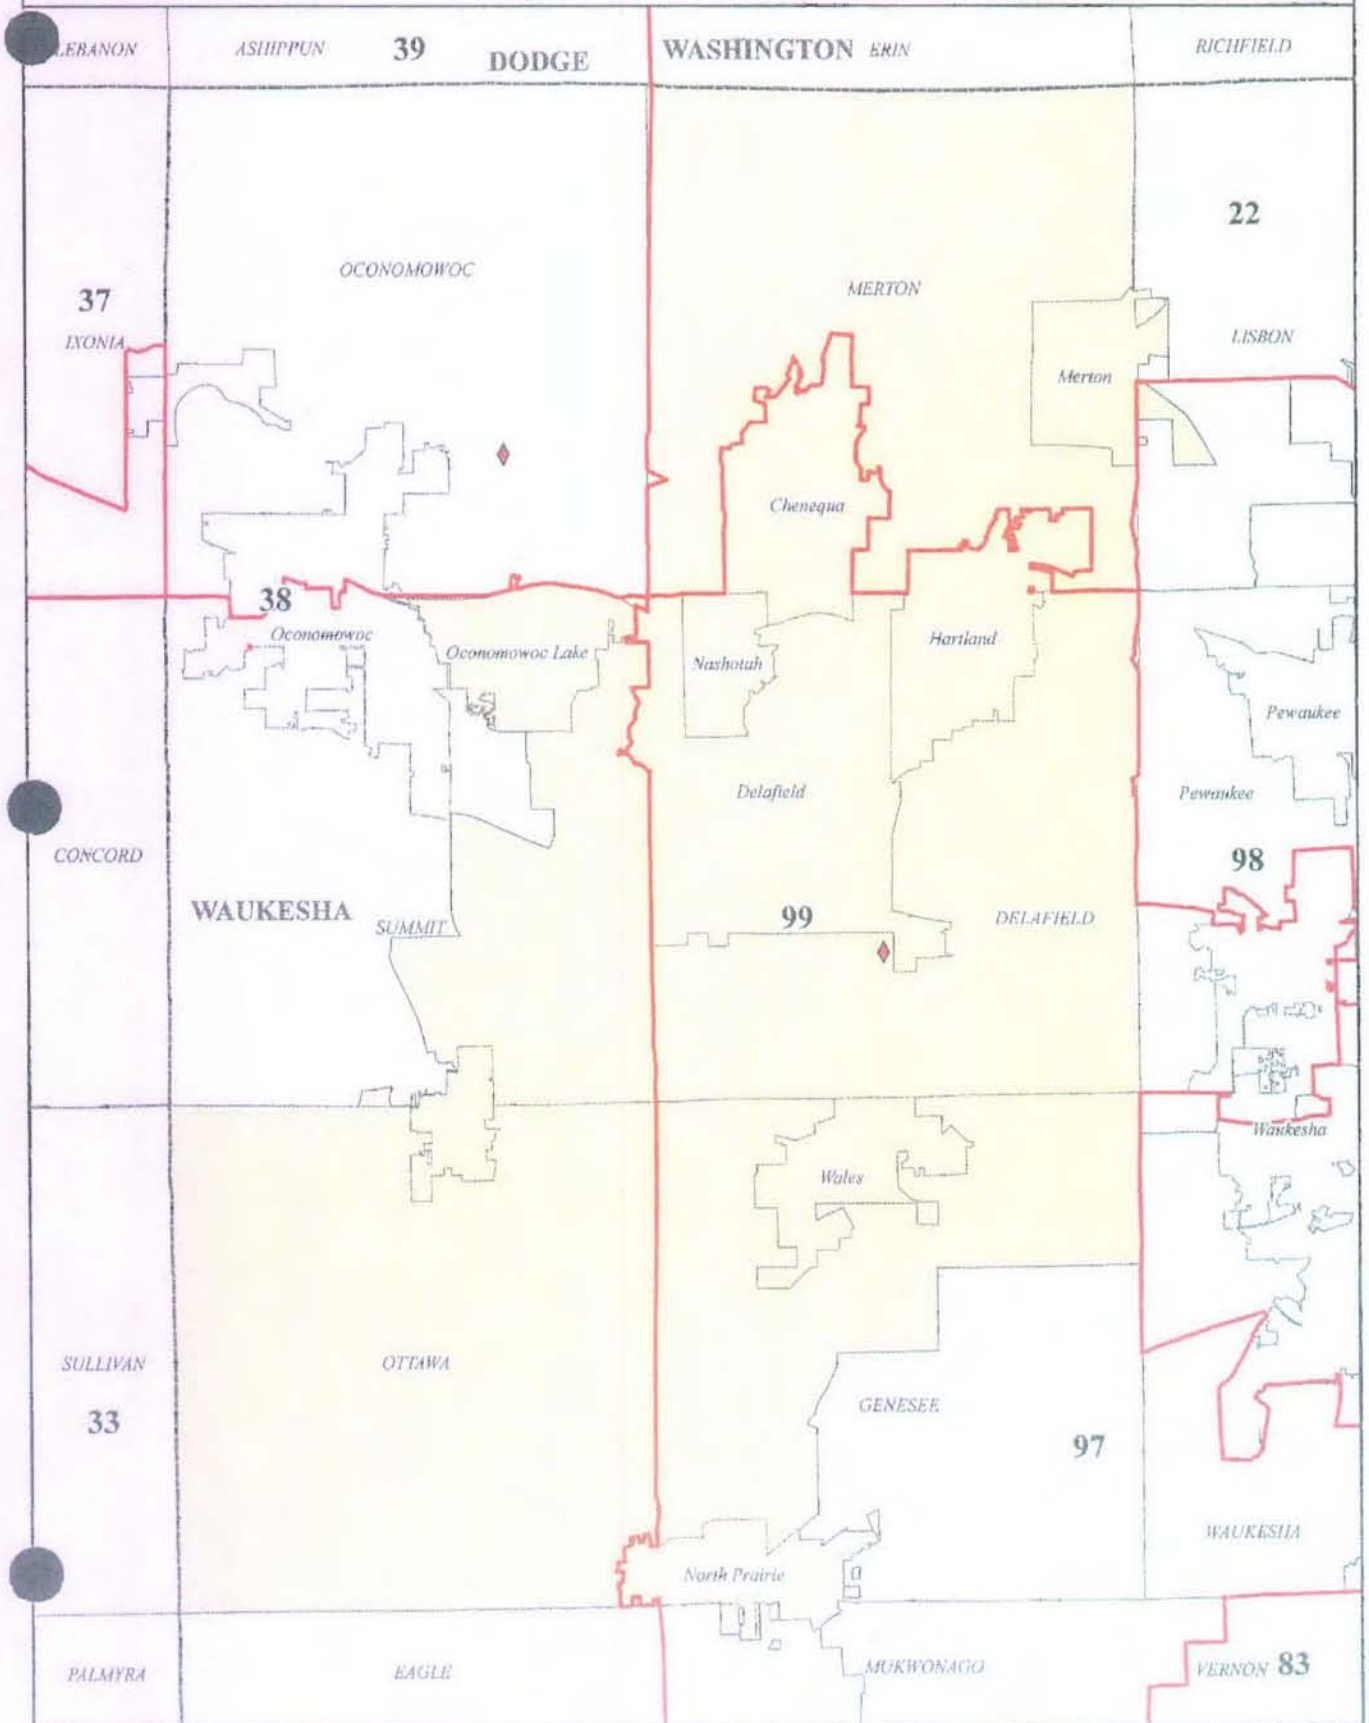 LEBANON ASHIPPUN 39 DODGE WASHINGTON ERIN RICHFIELD
22
OCONOMOWOC
MERTON
37
IXONIA
LISBON
Merton
Chenequa
38
Oconomowoc
Oconomowoc Lake
Nashotah
Hartland
Pewaukee
Delafield
Pewaukee
CONCORD
98
WAUKESHA
SUMMIT
99
DELAFIELD
Waukesha
Wales
SULLIVAN
OTTAWA
33
GENESEE
97
WAUKESHA
North Prairie
PALMYRA
EAGLE
MUKWONAGO
VERNON 83